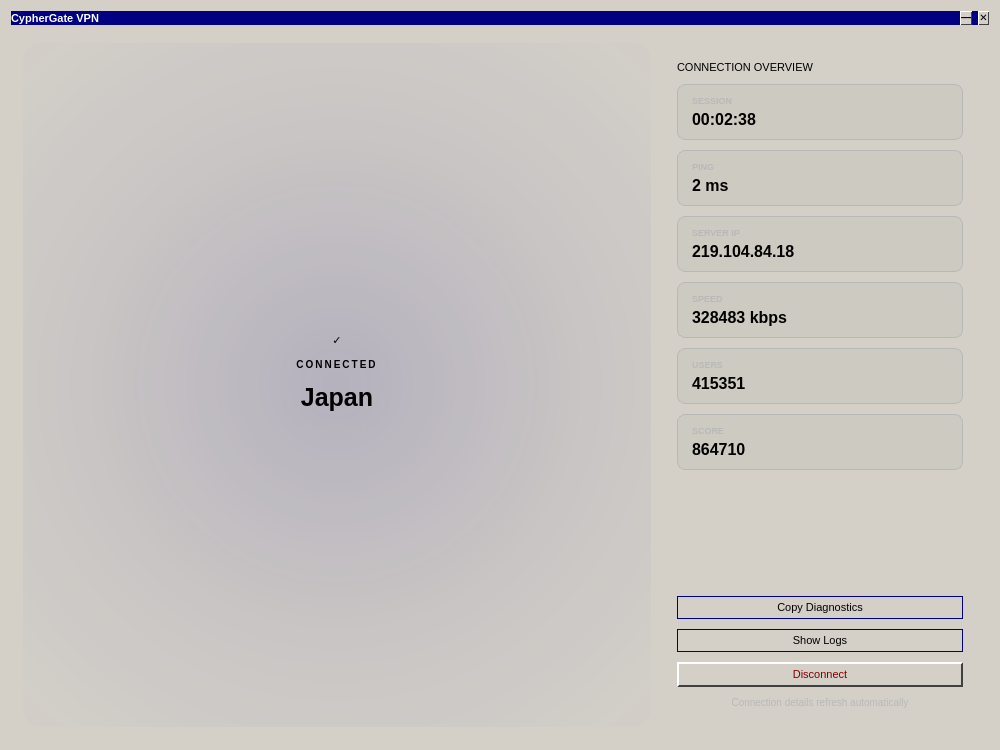 CypherGate VPN
✓
CONNECTED
Japan
CONNECTION OVERVIEW
SESSION
00:02:38
PING
2 ms
SERVER IP
219.104.84.18
SPEED
328483 kbps
USERS
415351
SCORE
864710
Copy Diagnostics
Show Logs
Disconnect
Connection details refresh automatically